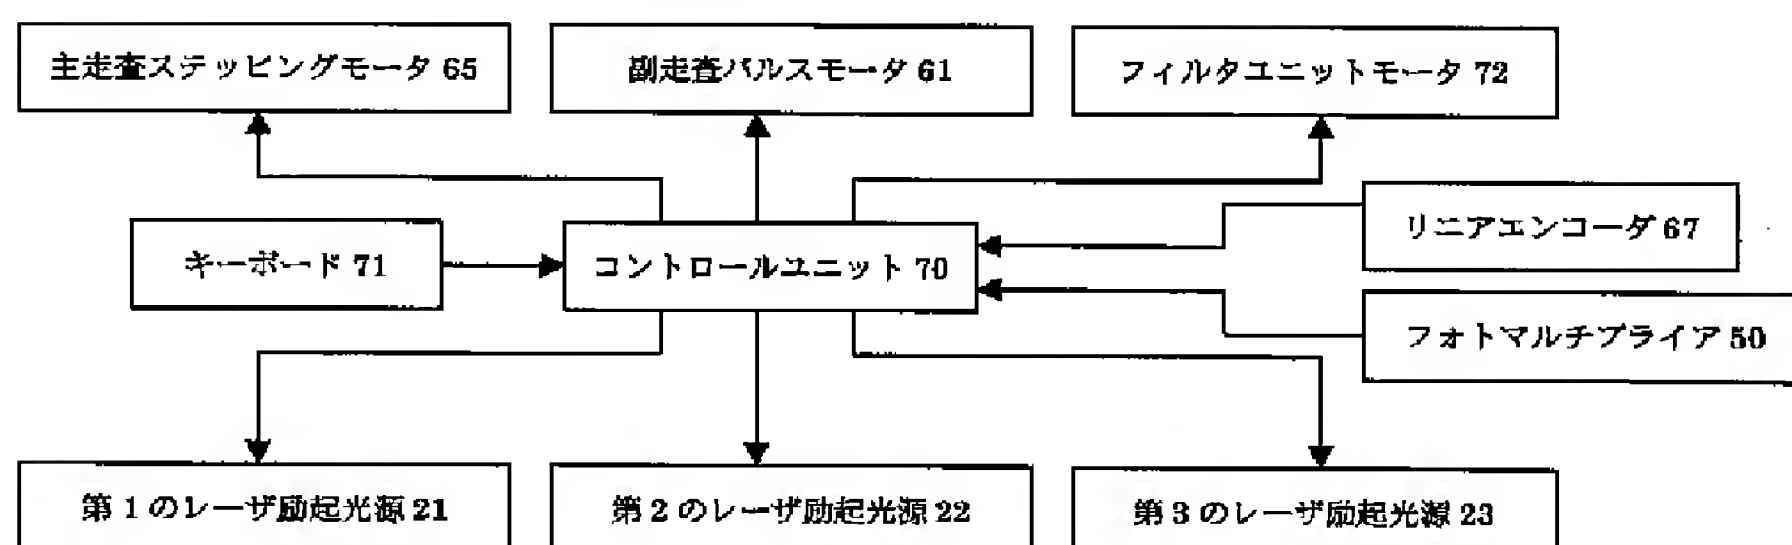 主走査ステッピングモータ 65
副走査パルスモータ 61
フィルタユニットモータ 72
リニアエンコーダ 67
キーボード 71
コントロールユニット 70
フォトマルチプライア 50
第1のレーザ励起光源 21
第2のレーザ励起光源 22
第3のレーザ励起光源 23